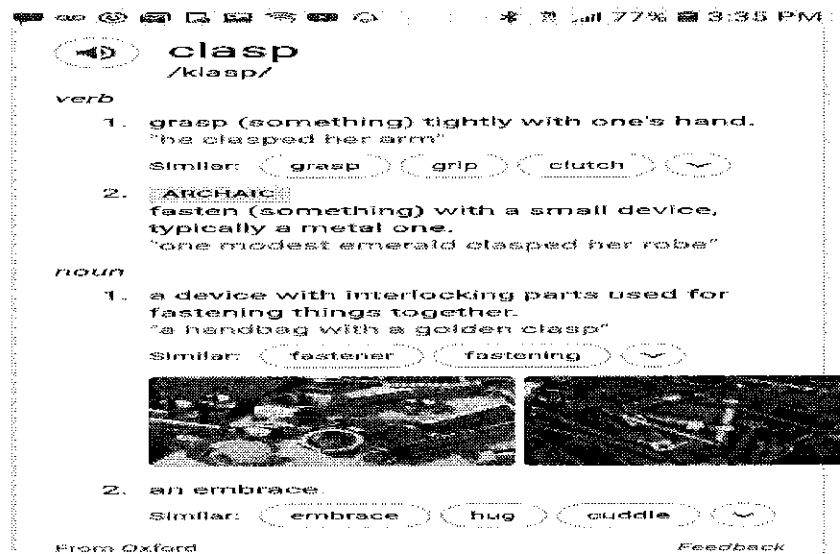 77% 3:35 PM
clasp
/klasp/
verb
1. grasp (something) tightly with one's hand.
"he clasped her arm"
Similar: grasp grip clutch
2. ARCHAIC
fasten (something) with a small device,
typically a metal one.
"one modest emerald clasped her robe"
noun
1. a device with interlocking parts used for
fastening things together.
"a handbag with a golden clasp"
Similar: fastener fastening
2. an embrace.
Similar: embrace hug cuddle
From Oxford Feedback